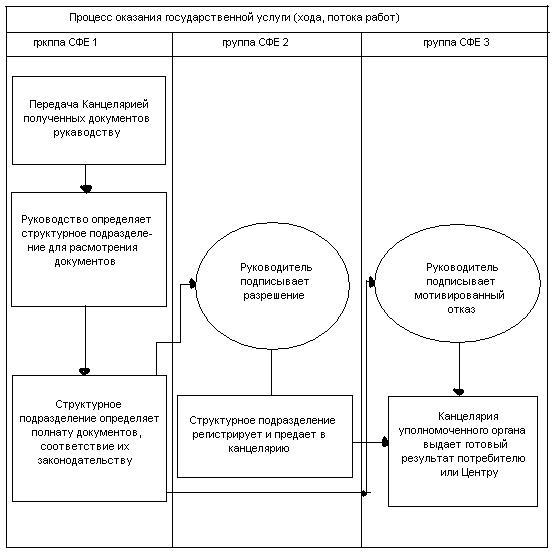 Процесс оказания государственной услуги (хода, потока работ)
гркппа СФЕ 1
группа СФЕ 2
группа СФЕ 3
Передача Канцелярией
полученных документов
рукаводству
Руководство определяет
структурное подразделе-
ние для расмотрения
документов
Руководитель
подписывает
разрешение
Руководитель
подписывает
мотивированный
отказ
Структурное
подразделение определяет
полнату документов,
соответствие их
законодательству
Структурное подразделение
регистрирует и предает в
канцелярию
Канцелярия
уполномоченного органа
выдает готовый
результат потребителю
или Центру